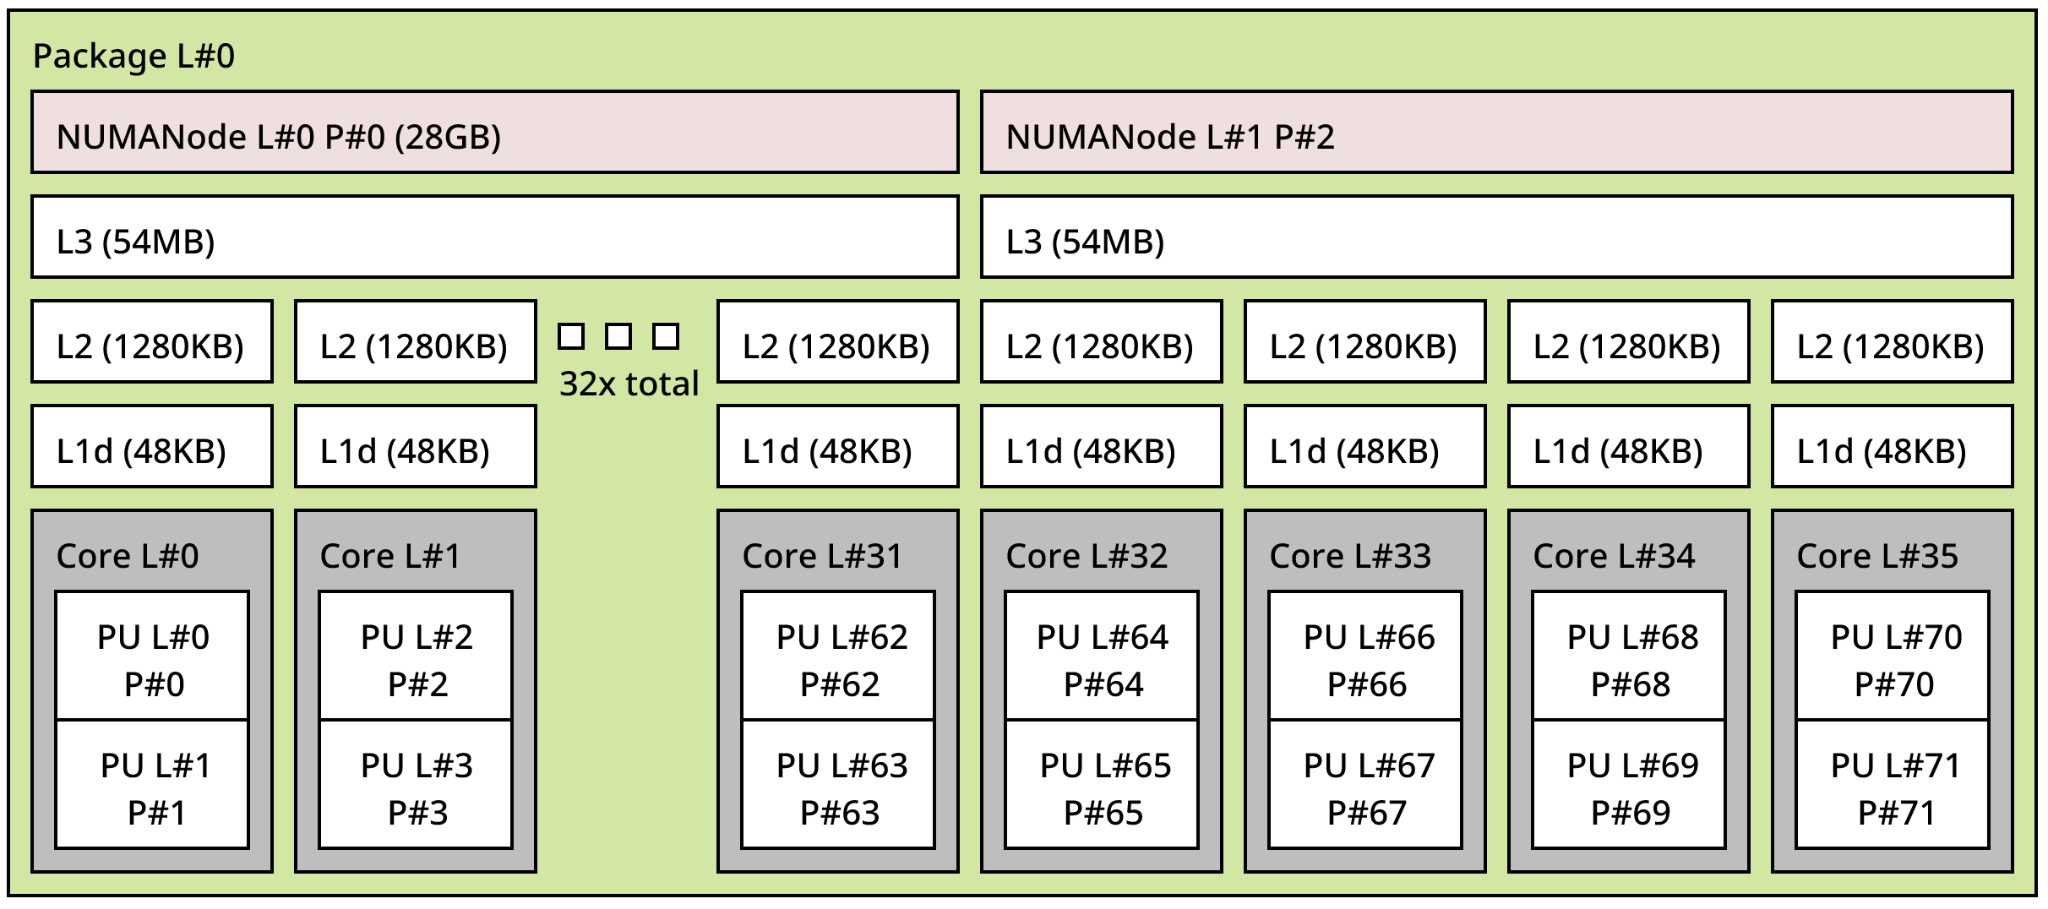 Package L#0
NUMANode L#0 P#0 (28GB)
NUMANode L#1 P#2
L3 (54MB)
L3 (54MB)
L2 (1280KB)
L2 (1280KB)
32x total
L2 (1280KB)
L2 (1280KB)
L2 (1280KB)
L2 (1280KB)
L2 (1280KB)
L1d (48KB)
L1d (48KB)
L1d (48KB)
L1d (48KB)
L1d (48KB)
L1d (48KB)
L1d (48KB)
Core L#0
PU L#0
P#0
PU L#1
P#1
Core L#1
PU L#2
P#2
PU L#3
P#3
Core L#31
PU L#62
P#62
PU L#63
P#63
Core L#32
PU L#64
P#64
PU L#65
P#65
Core L#33
PU L#66
P#66
PU L#67
P#67
Core L#34
PU L#68
P#68
PU L#69
P#69
Core L#35
PU L#70
P#70
PU L#71
P#71